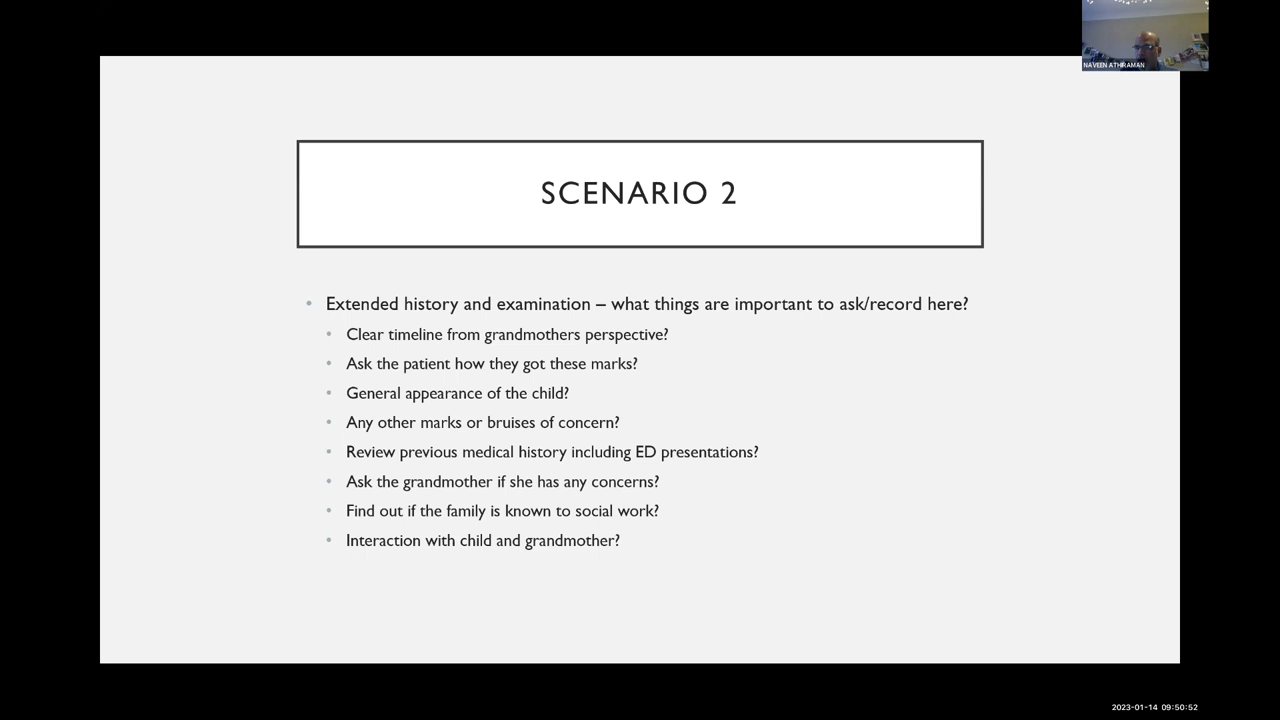 NAVEEN ATHIRAMAN
SCENARIO 2
• Extended history and examination – what things are important to ask/record here?
• Clear timeline from grandmothers perspective?
• Ask the patient how they got these marks?
• General appearance of the child?
• Any other marks or bruises of concern?
• Review previous medical history including ED presentations?
• Ask the grandmother if she has any concerns?
• Find out if the family is known to social work?
• Interaction with child and grandmother?
2023-01-14 09:50:52